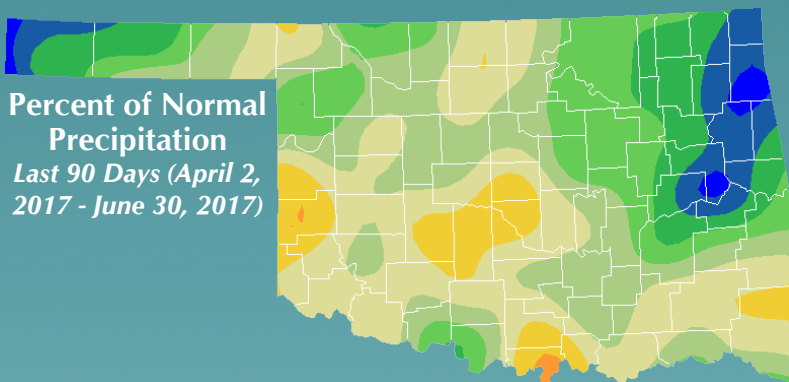 Percent of Normal
Precipitation
Last 90 Days (April 2,
2017 - June 30, 2017)